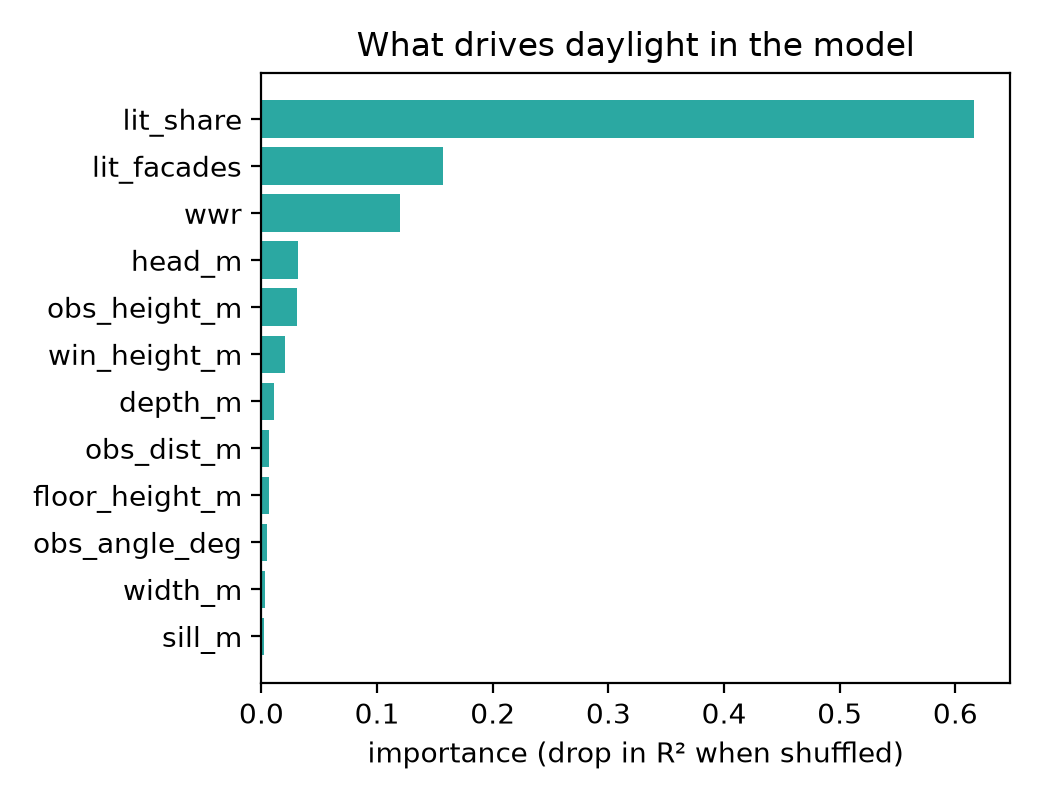 What drives daylight in the model
lit_share
lit_facades
wwr
head_m
obs_height_m
win_height_m
depth_m
obs_dist_m
floor_height_m
obs_angle_deg
width_m
sill_m
0.0 0.1 0.2 0.3 0.4 0.5 0.6
importance (drop in R² when shuffled)